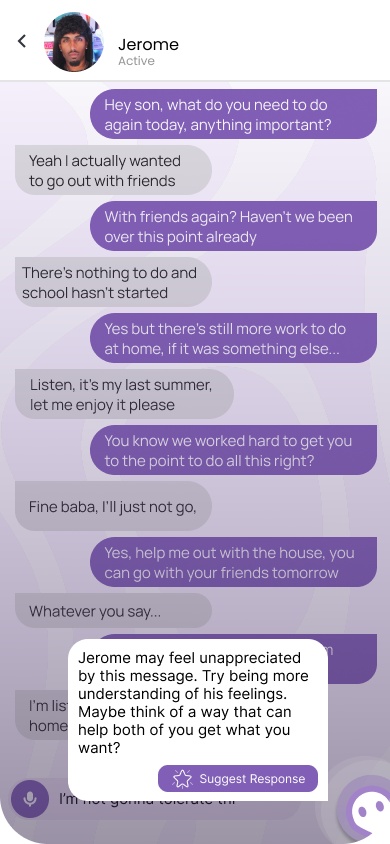 Jerome
Active
Hey son, what do you need to do
again today, anything important?
Yeah I actually wanted
to go out with friends
With friends again? Haven't we been
over this point already
There's nothing to do and
school hasn't started
Yes but there's still more work to do
at home, if it was something else...
Listen, it's my last summer,
let me enjoy it please
You know we worked hard to get you
to the point to do all this right?
Fine baba, I'll just not go,
Yes, help me out with the house, you
can go with your friends tomorrow
Whatever you say...
Jerome may feel unappreciated
by this message. Try being more
understanding of his feelings.
Maybe think of a way that can
help both of you get what you
want?
Suggest Response
I'm
home
I'm not gonna tolerate